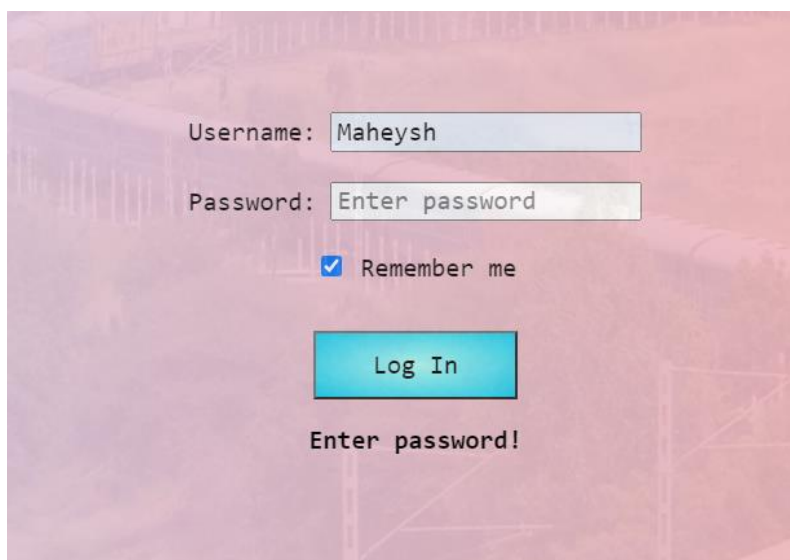 Username: Maheysh
Password: Enter password
Remember me
Log In
Enter password!